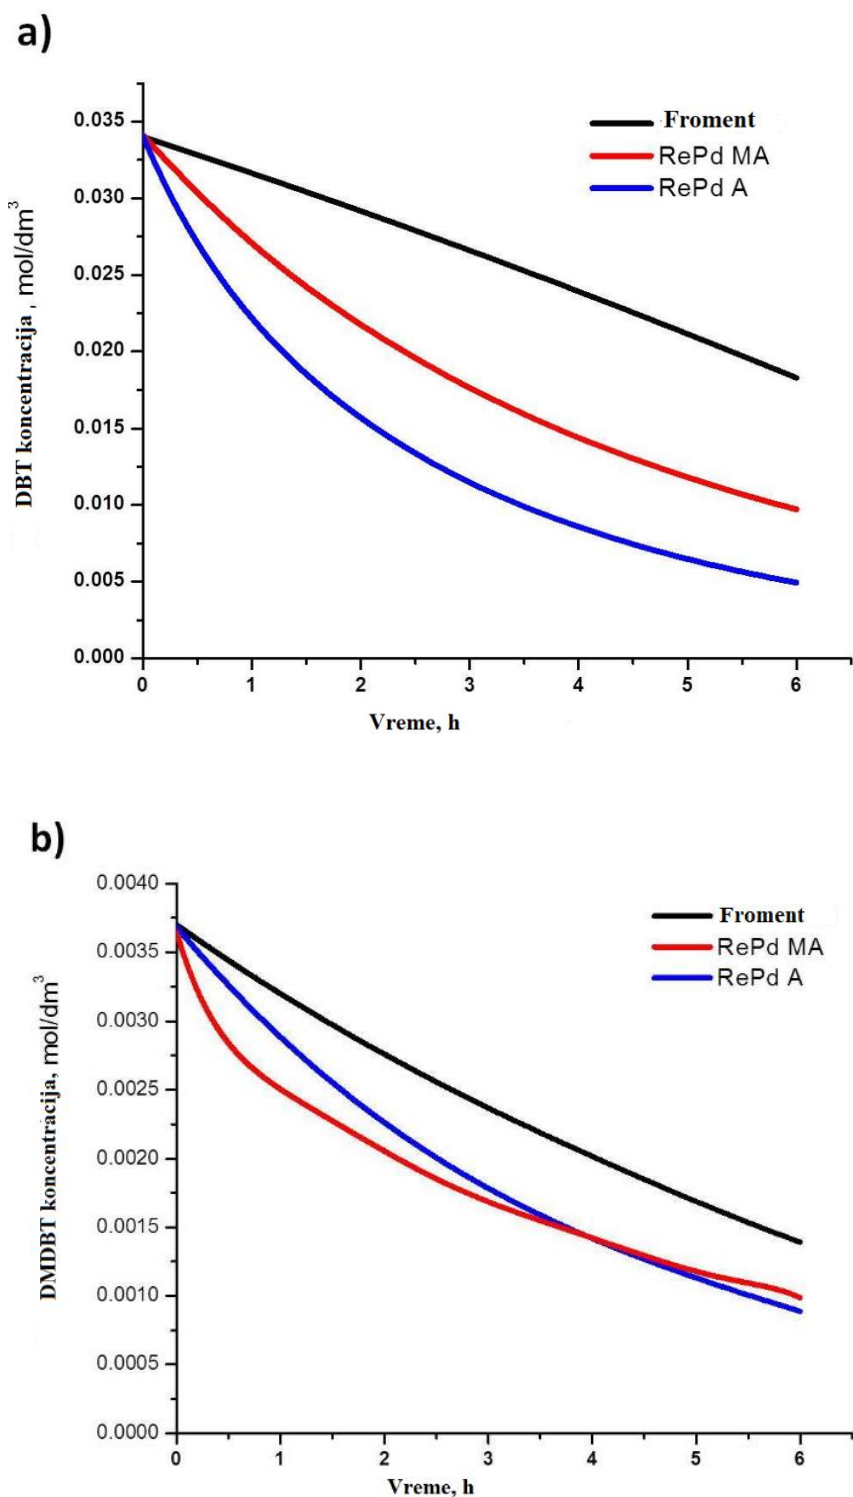 a)
0.035
0.030
0.025
0.020
0.015
0.010
0.005
0.000
DBT koncentracija , mol/dm³
Froment
RePd MA
RePd A
0 1 2 3 4 5 6
Vreme, h
b)
0.0040
0.0035
0.0030
0.0025
0.0020
0.0015
0.0010
0.0005
0.0000
DMDBT koncentracija, mol/dm³
Froment
RePd MA
RePd A
0 1 2 3 4 5 6
Vreme, h